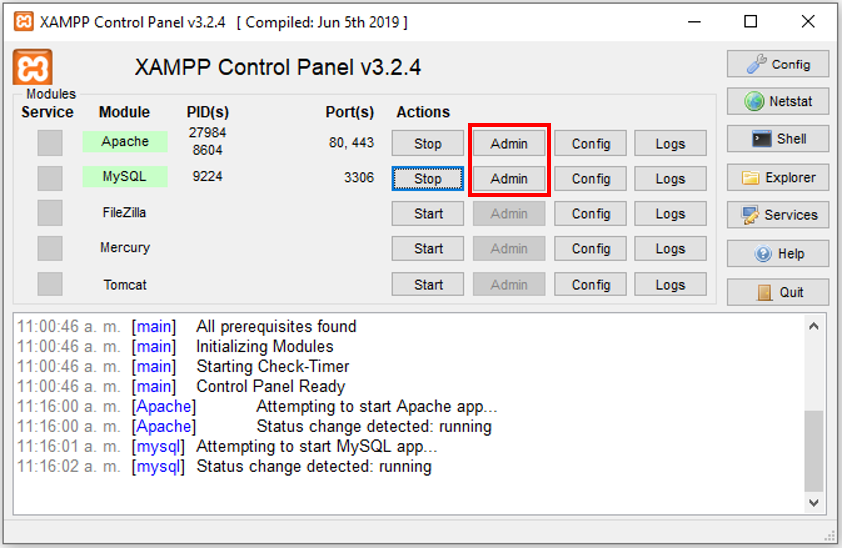 XAMPP Control Panel v3.2.4 [ Compiled: Jun 5th 2019 ]
XAMPP Control Panel v3.2.4
Modules
Service Module PID(s) Port(s) Actions
Apache 27984 8604 80, 443 Stop Admin Config Logs
MySQL 9224 3306 Stop Admin Config Logs
FileZilla Start Admin Config Logs
Mercury Start Admin Config Logs
Tomcat Start Admin Config Logs
Config
Netstat
Shell
Explorer
Services
Help
Quit
11:00:46 a. m. [main] All prerequisites found
11:00:46 a. m. [main] Initializing Modules
11:00:46 a. m. [main] Starting Check-Timer
11:00:46 a. m. [main] Control Panel Ready
11:16:00 a. m. [Apache] Attempting to start Apache app...
11:16:00 a. m. [Apache] Status change detected: running
11:16:01 a. m. [mysql] Attempting to start MySQL app...
11:16:02 a. m. [mysql] Status change detected: running